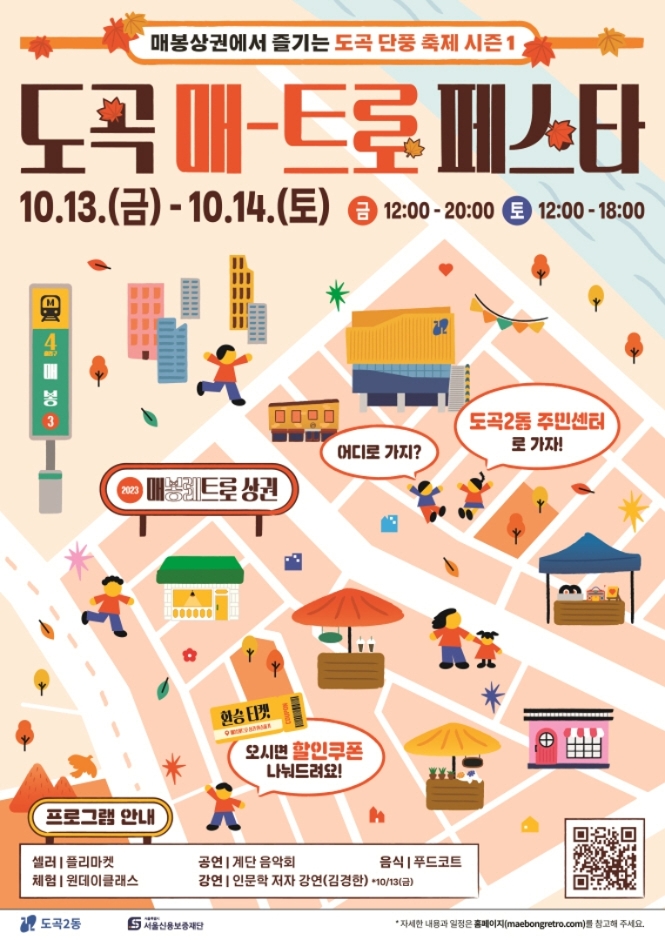 매봉상권에서 즐기는 도곡 단풍 축제 시즌 1
도곡 매-트로 페스타
10.13.(금) - 10.14.(토) 금 12:00 - 20:00 토 12:00 - 18:00
4
매
봉
3
도곡2동 주민센터
로 가자!
어디로 가지?
2023 매봉레트로 상권
환승 티켓
오시면 할인쿠폰
나눠드려요!
프로그램 안내
셀러 | 플리마켓 공연 | 계단 음악회 음식 | 푸드코트
체험 | 원데이클래스 강연 | 인문학 저자 강연(김경한) *10/13(금)
도곡2동 서울신용보증재단 * 자세한 내용과 일정은 홈페이지(maebongretro.com)를 참고해 주세요.